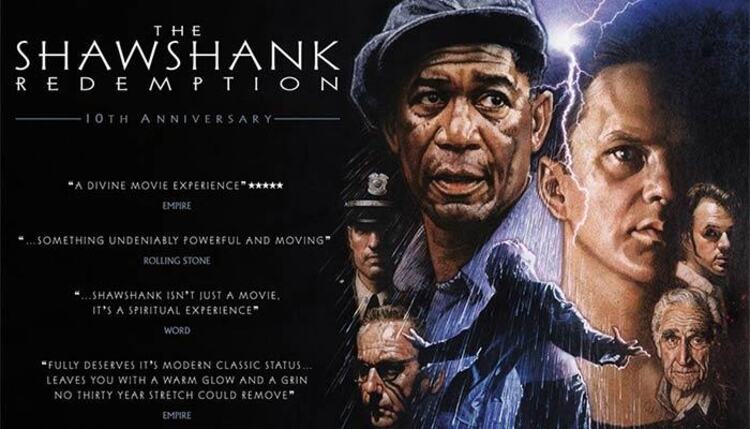 THE
SHAWSHANK
REDEMPTION
10TH ANNIVERSARY
"A DIVINE MOVIE EXPERIENCE"★★★★★
EMPIRE
"...SOMETHING UNDENIABLY POWERFUL AND MOVING"
ROLLING STONE
"...SHAWSHANK ISN'T JUST A MOVIE,
IT'S A SPIRITUAL EXPERIENCE"
WORD
"FULLY DESERVES IT'S MODERN CLASSIC STATUS...
LEAVES YOU WITH A WARM GLOW AND A GRIN
NO THIRTY YEAR STRETCH COULD REMOVE"
EMPIRE